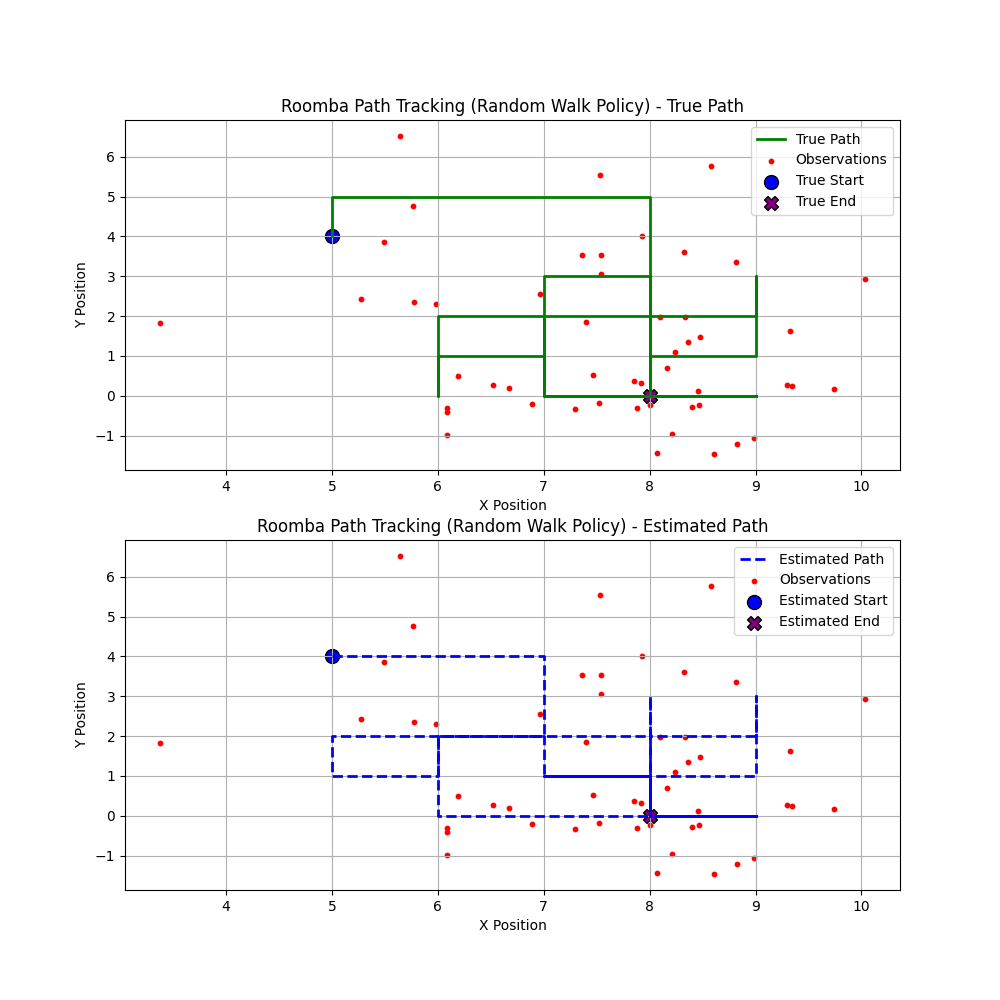 Roomba Path Tracking (Random Walk Policy) - True Path
True Path
Observations
True Start
True End
Y Position
6
5
4
3
2
1
0
−1
4 5 6 7 8 9 10
X Position
Roomba Path Tracking (Random Walk Policy) - Estimated Path
Estimated Path
Observations
Estimated Start
Estimated End
Y Position
6
5
4
3
2
1
0
−1
4 5 6 7 8 9 10
X Position